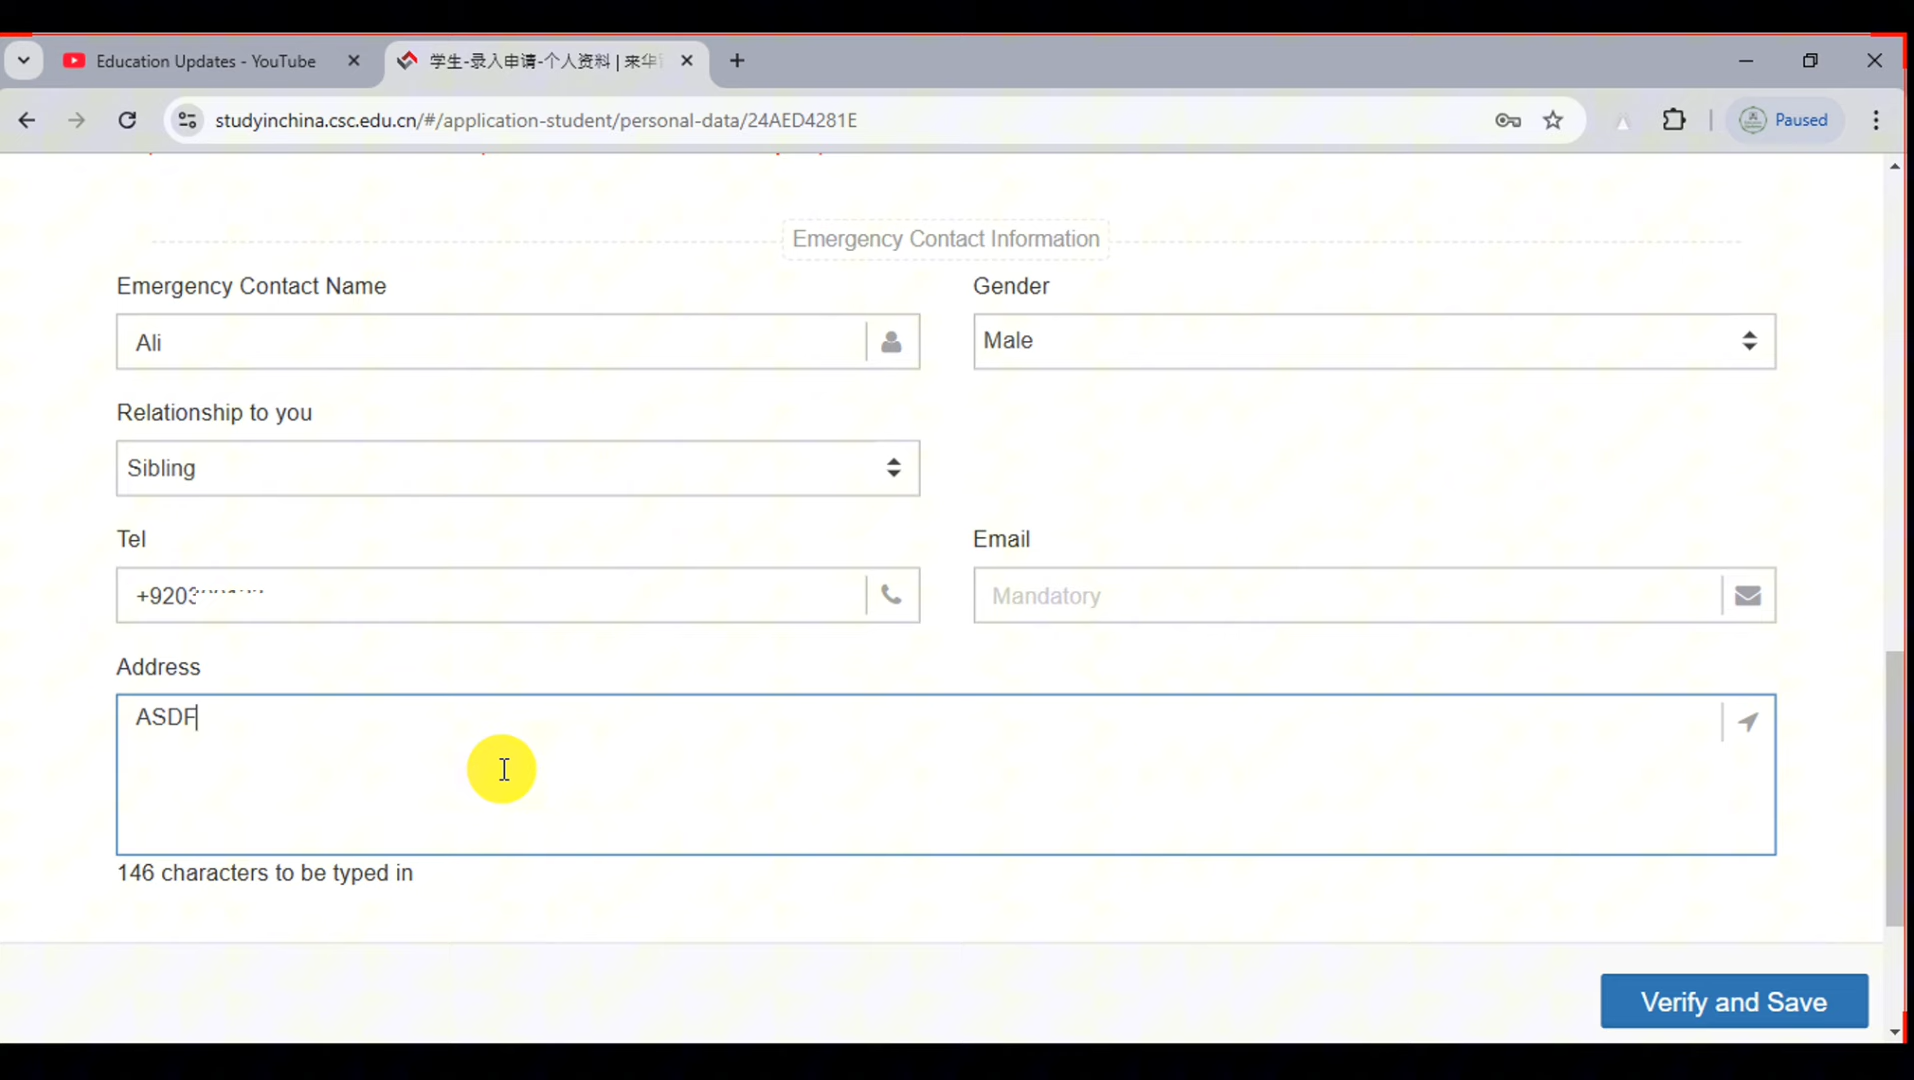 Education Updates - YouTube
学生-录入申请-个人资料 | 来华
studyinchina.csc.edu.cn/#/application-student/personal-data/24AED4281E
Paused
Emergency Contact Information
Emergency Contact Name
Gender
Ali
Male
Relationship to you
Sibling
Tel
Email
+920
Mandatory
Address
ASDF
146 characters to be typed in
Verify and Save